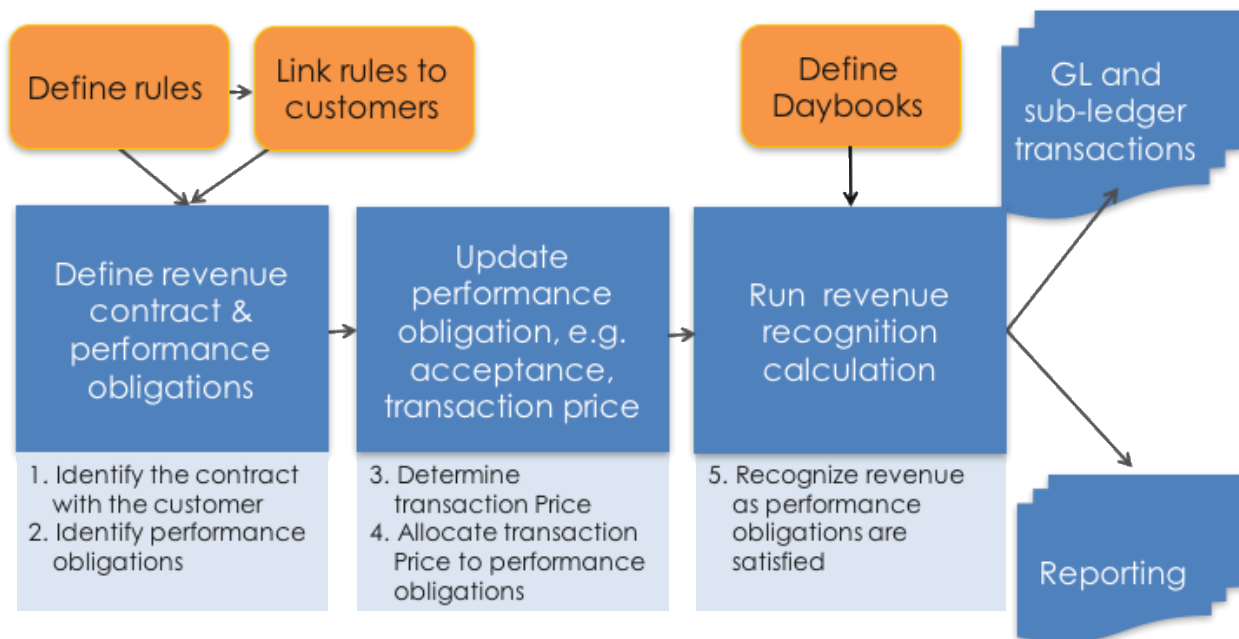 Define rules
Link rules to
customers
Define
Daybooks
GL and
sub-ledger
transactions
Define revenue
contract &
performance
obligations
Update
performance
obligation, e.g.
acceptance,
transaction price
Run revenue
recognition
calculation
1. Identify the contract
with the customer
2. Identify performance
obligations
3. Determine
transaction Price
4. Allocate transaction
Price to performance
obligations
5. Recognize revenue
as performance
obligations are
satisfied
Reporting